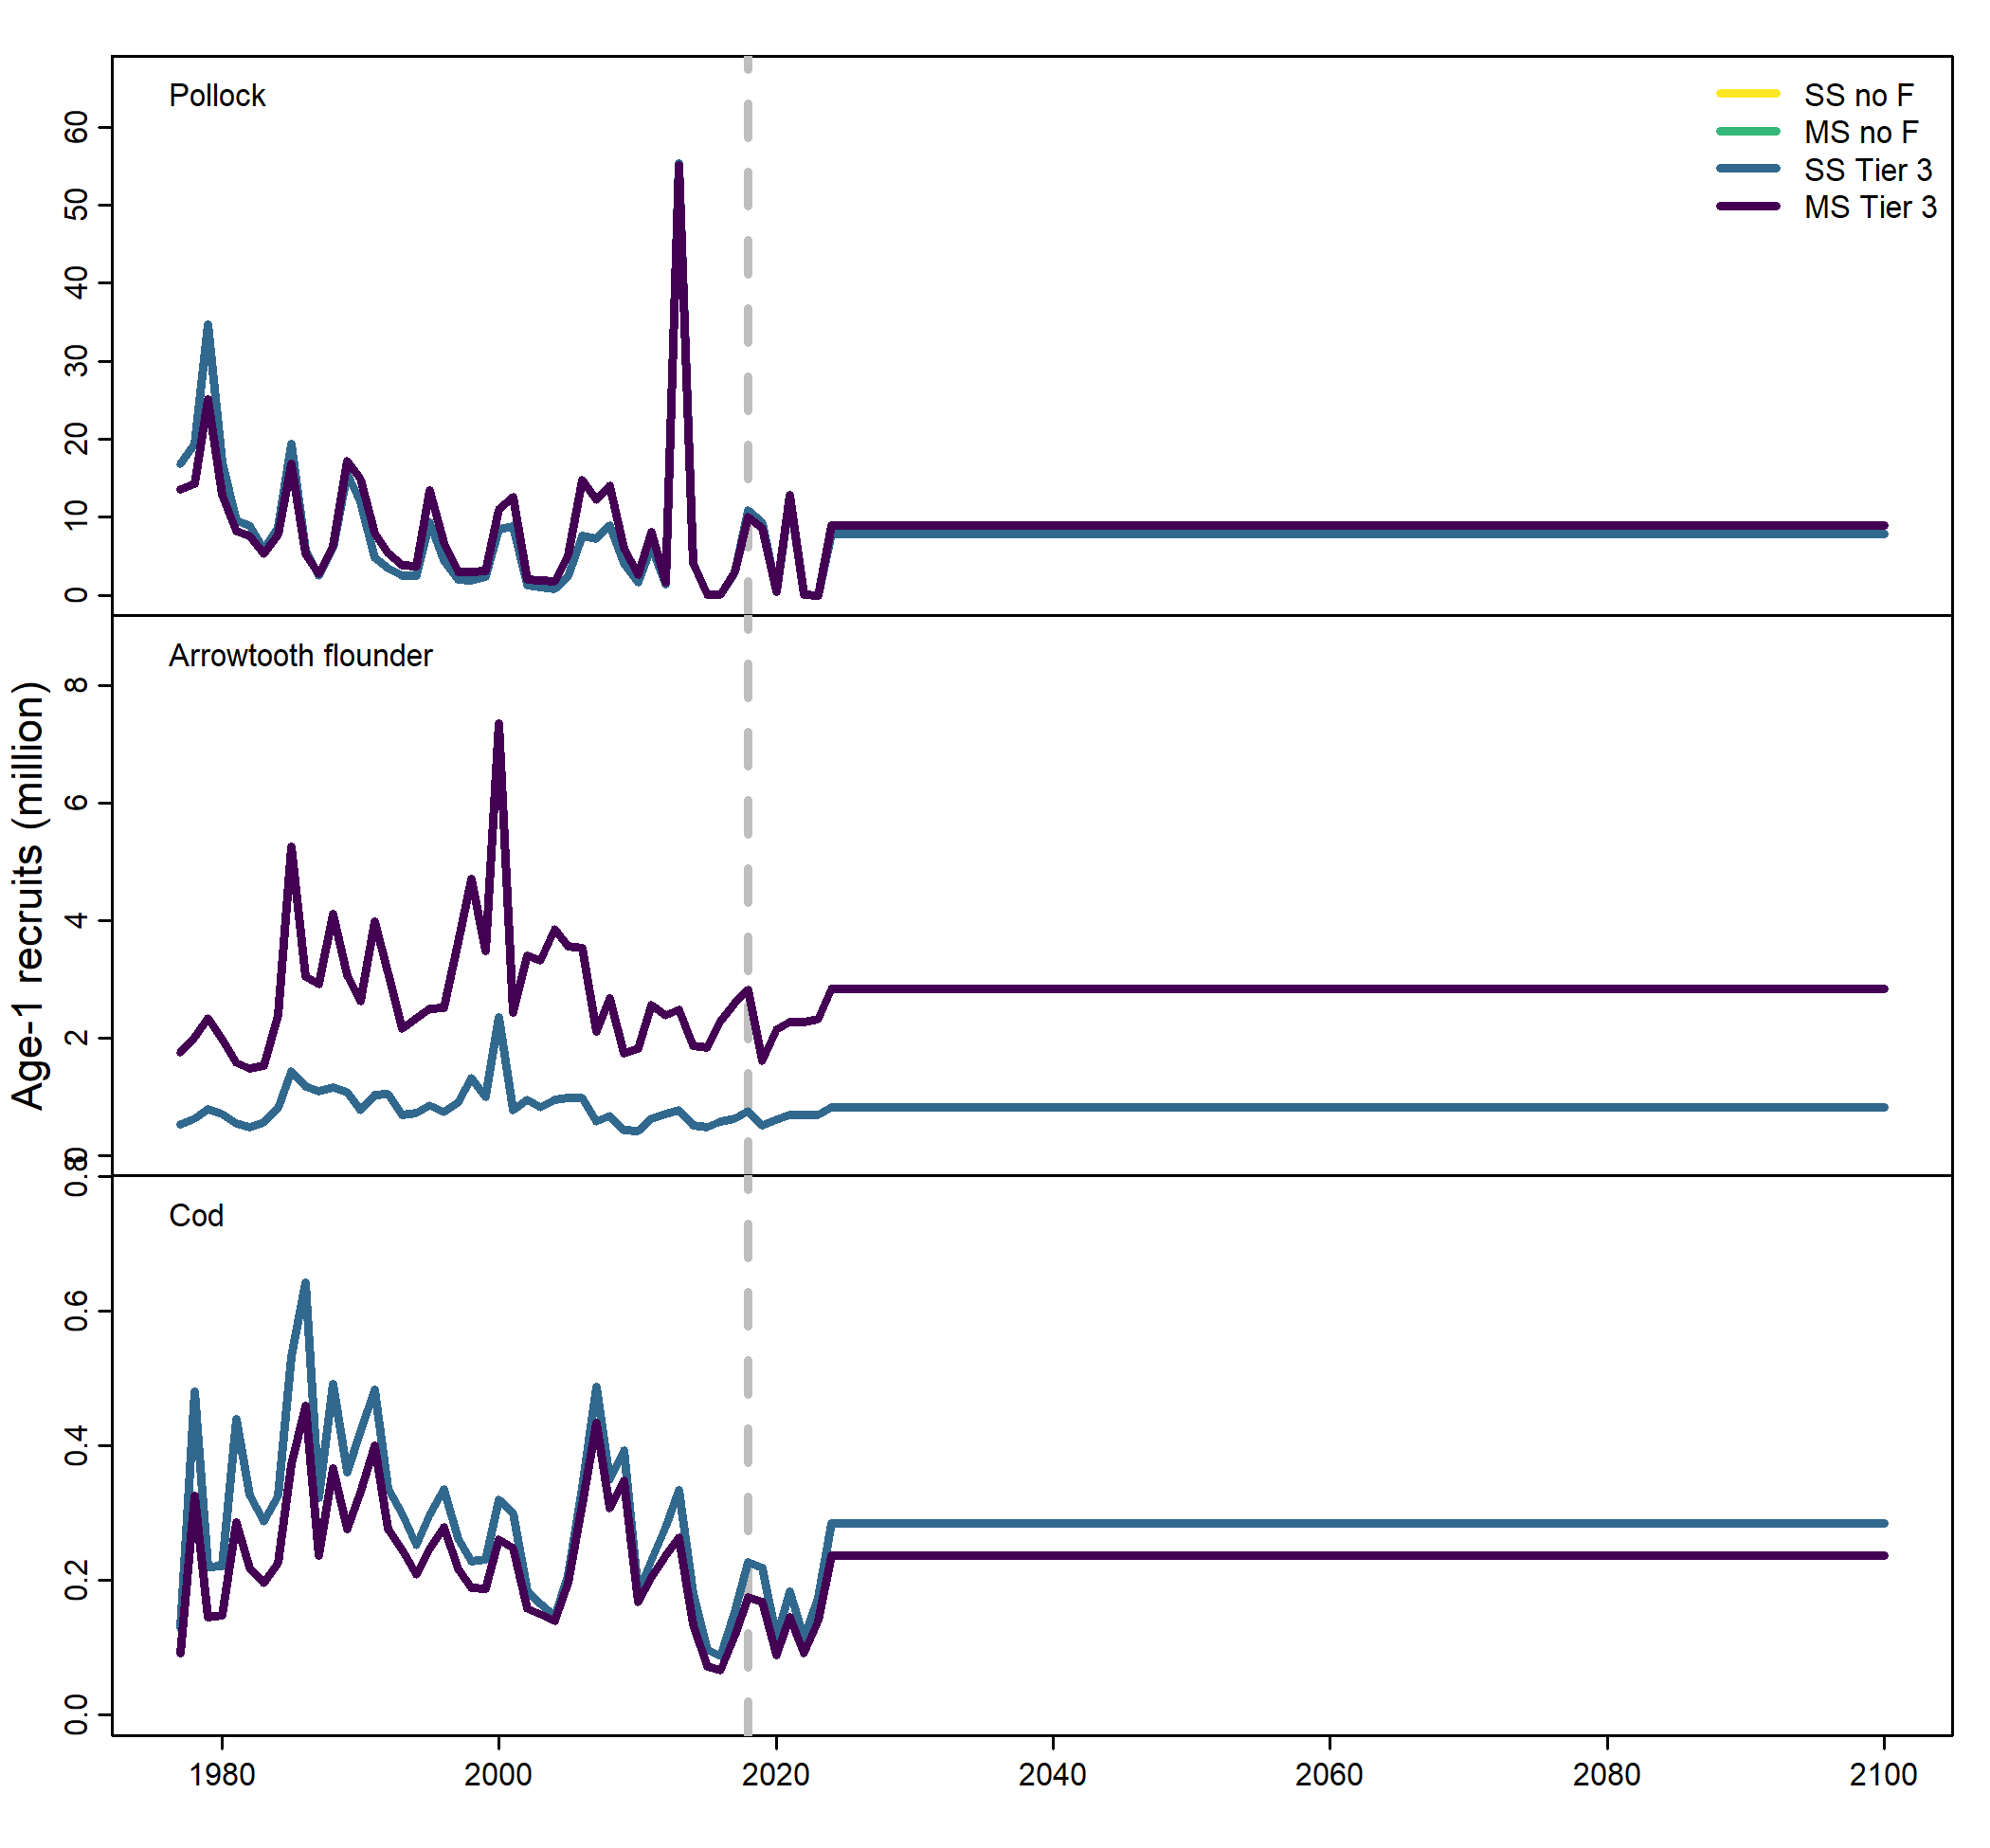 Pollock
SS no F
MS no F
SS Tier 3
MS Tier 3
60
50
40
30
20
10
0
Arrowtooth flounder
8
6
4
2
0
Age-1 recruits (million)
Cod
0.8
0.6
0.4
0.2
0.0
1980 2000 2020 2040 2060 2080 2100